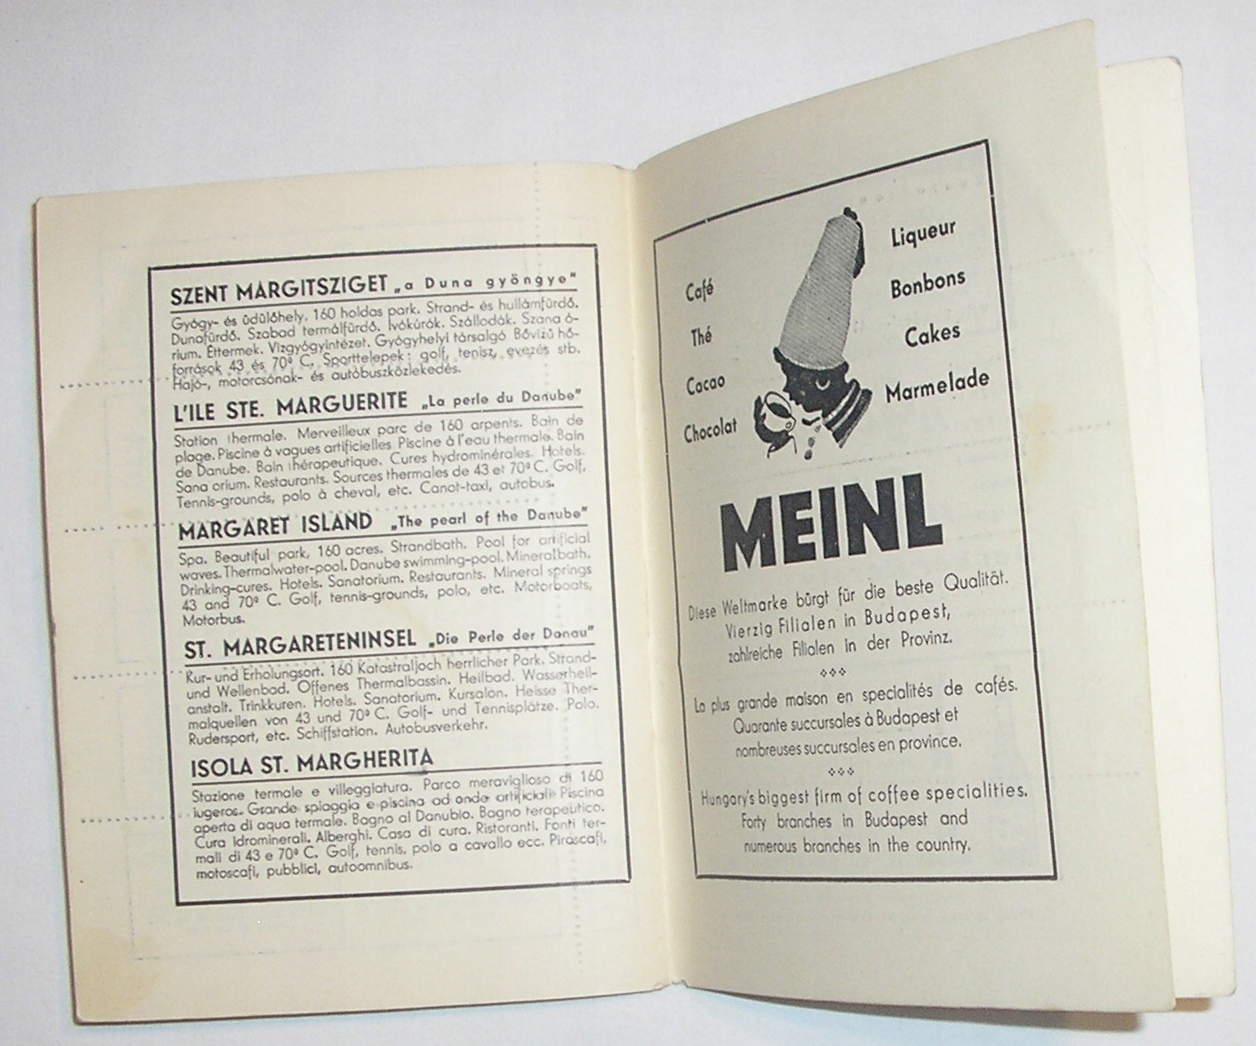 SZENT MARGITSZIGET „a Duna gyöngye"
Gyógy- és üdülőhely. 160 holdas park. Strand- és hullámfürdő.
Dunafürdő. Szabad termálfürdő. Ivókúrók. Szállodák. Szana ó-
rium. Éttermek. Vizgyógyintézet. Gyógyhelyi társalgó Bővizű hő-
források 43 és 70° C. Sporttelepek: golf, tenisz, evezés stb.
Hajó-, motorcsónak- és autóbuszközlekedés.
L'ILE STE. MARGUERITE „La perle du Danube"
Station thermale. Merveilleux parc de 160 arpents. Bain de
plage. Piscine à vagues artificielles Piscine à l'eau thermale. Bain
de Danube. Bain thérapeutique. Cures hydrominérales. Hotels.
Sana orium. Restaurants. Sources thermales de 43 et 70° C. Golf,
Tennis-grounds, polo à cheval, etc. Canot-taxi, autobus.
MARGARET ISLAND „The pearl of the Danube"
Spa. Beautiful park, 160 acres. Strandbath. Pool for artificial
waves. Thermalwater-pool. Danube swimming-pool. Mineralbath.
Drinking-cures. Hotels. Sanatorium. Restaurants. Mineral springs
43 and 70° C. Golf, tennis-grounds, polo, etc. Motorboats,
Motorbus.
ST. MARGARETENINSEL „Die Perle der Donau"
Kur- und Erholungsort. 160 Katastraljoch herrlicher Park. Strand-
und Wellenbad. Offenes Thermalbassin. Heilbad. Wasserheil-
anstalt. Trinkkuren. Hotels. Sanatorium. Kursalon. Heisse Ther-
malquellen von 43 und 70° C. Golf- und Tennisplätze. Polo.
Rudersport, etc. Schiffstation. Autobusverkehr.
ISOLA ST. MARGHERITA
Stazione termale e villeggiatura. Parco meraviglioso di 160
iugeros. Grande spiaggia e piscina ad onde artificiali Piscina
aperta di aqua termale. Bagno al Danubio. Bagno terapeutico.
Cura Idrominerali. Alberghi. Casa di cura. Ristoranti. Fonti ter-
mali di 43 e 70° C. Golf, tennis, polo a cavallo ecc. Piroscafi,
motoscafi, pubblici, autoomnibus.
Café
Thé
Cacao
Chocolat
Liqueur
Bonbons
Cakes
Marmelade
MEINL
Diese Weltmarke bürgt für die beste Qualität.
Vierzig Filialen in Budapest,
zahlreiche Filialen in der Provinz.
La plus grande maison en specialités de cafés.
Quarante succursales à Budapest et
nombreuses succursales en province.
Hungary's biggest firm of coffee specialities.
Forty branches in Budapest and
numerous branches in the country.